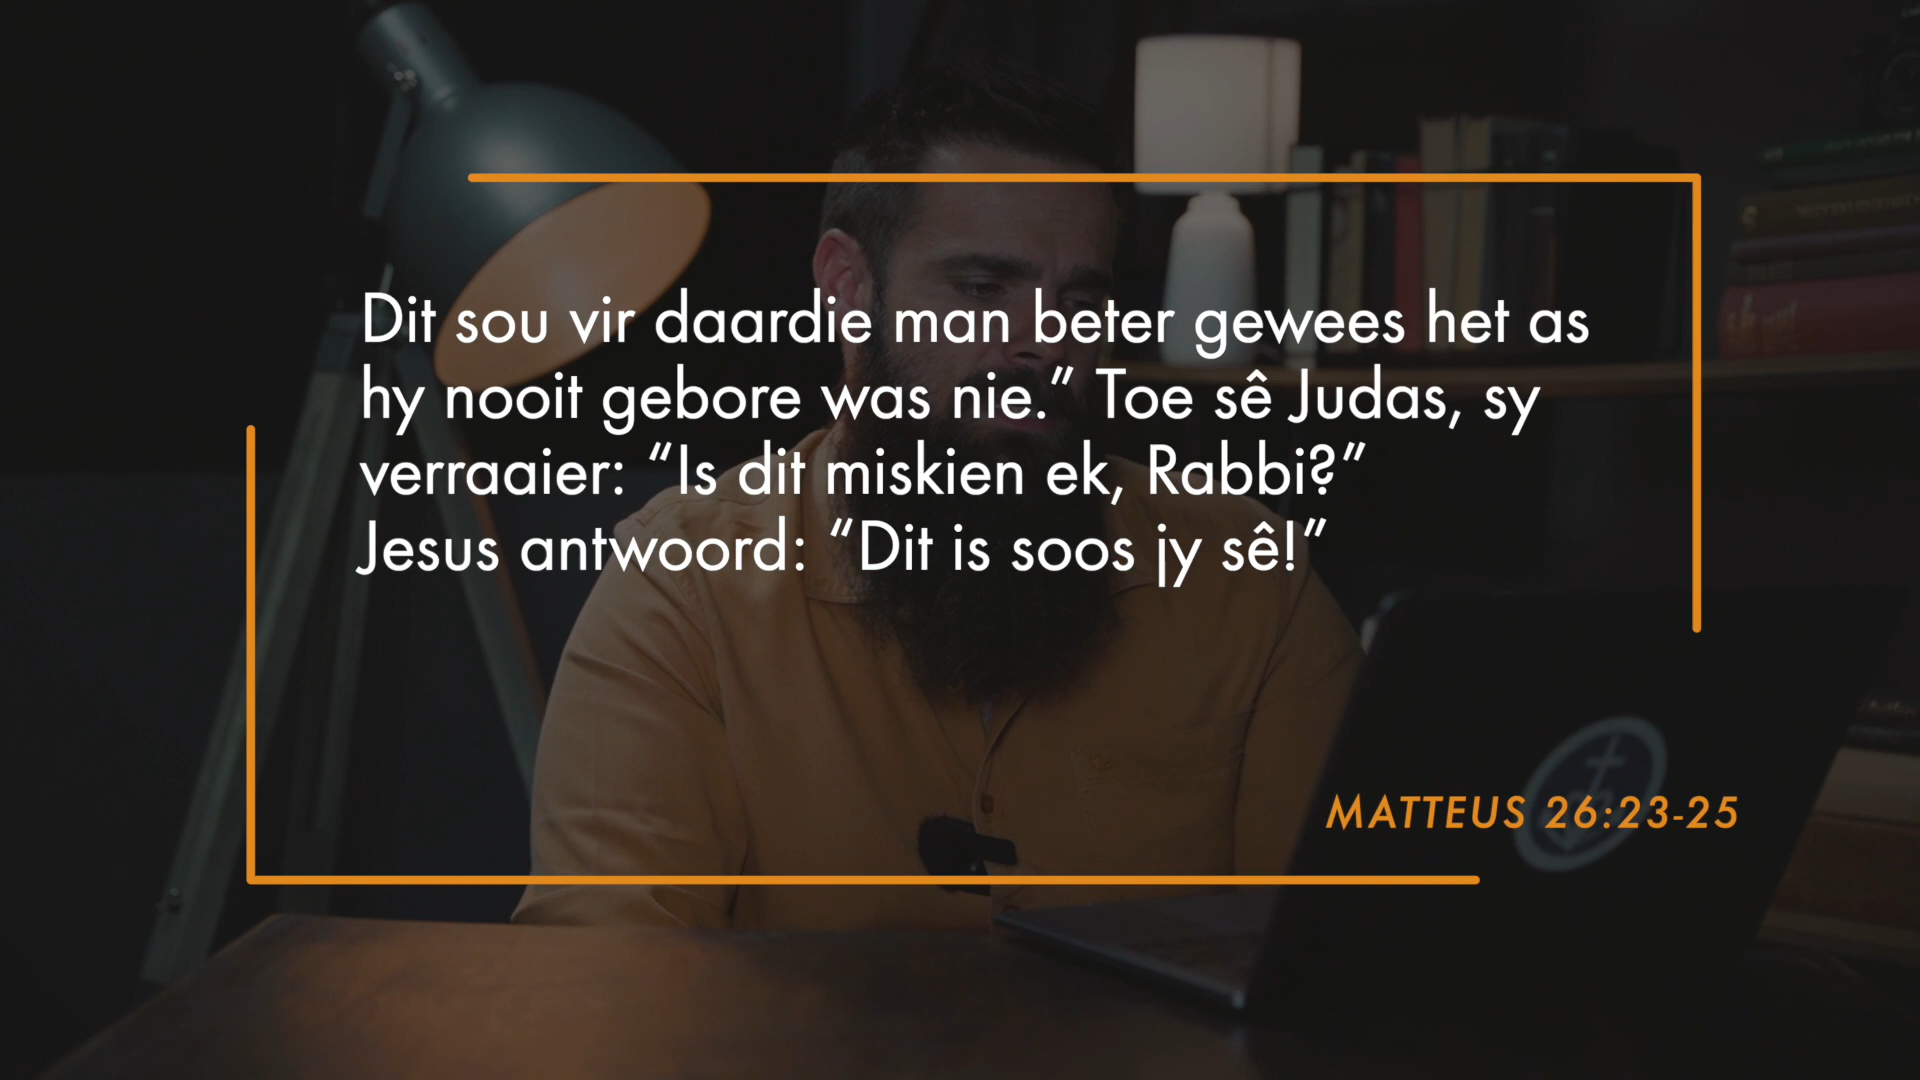 Dit sou vir daardie man beter gewees het as
hy nooit gebore was nie.” Toe sê Judas, sy
verraaier: “Is dit miskien ek, Rabbi?”
Jesus antwoord: “Dit is soos jy sê!”
MATTEUS 26:23-25